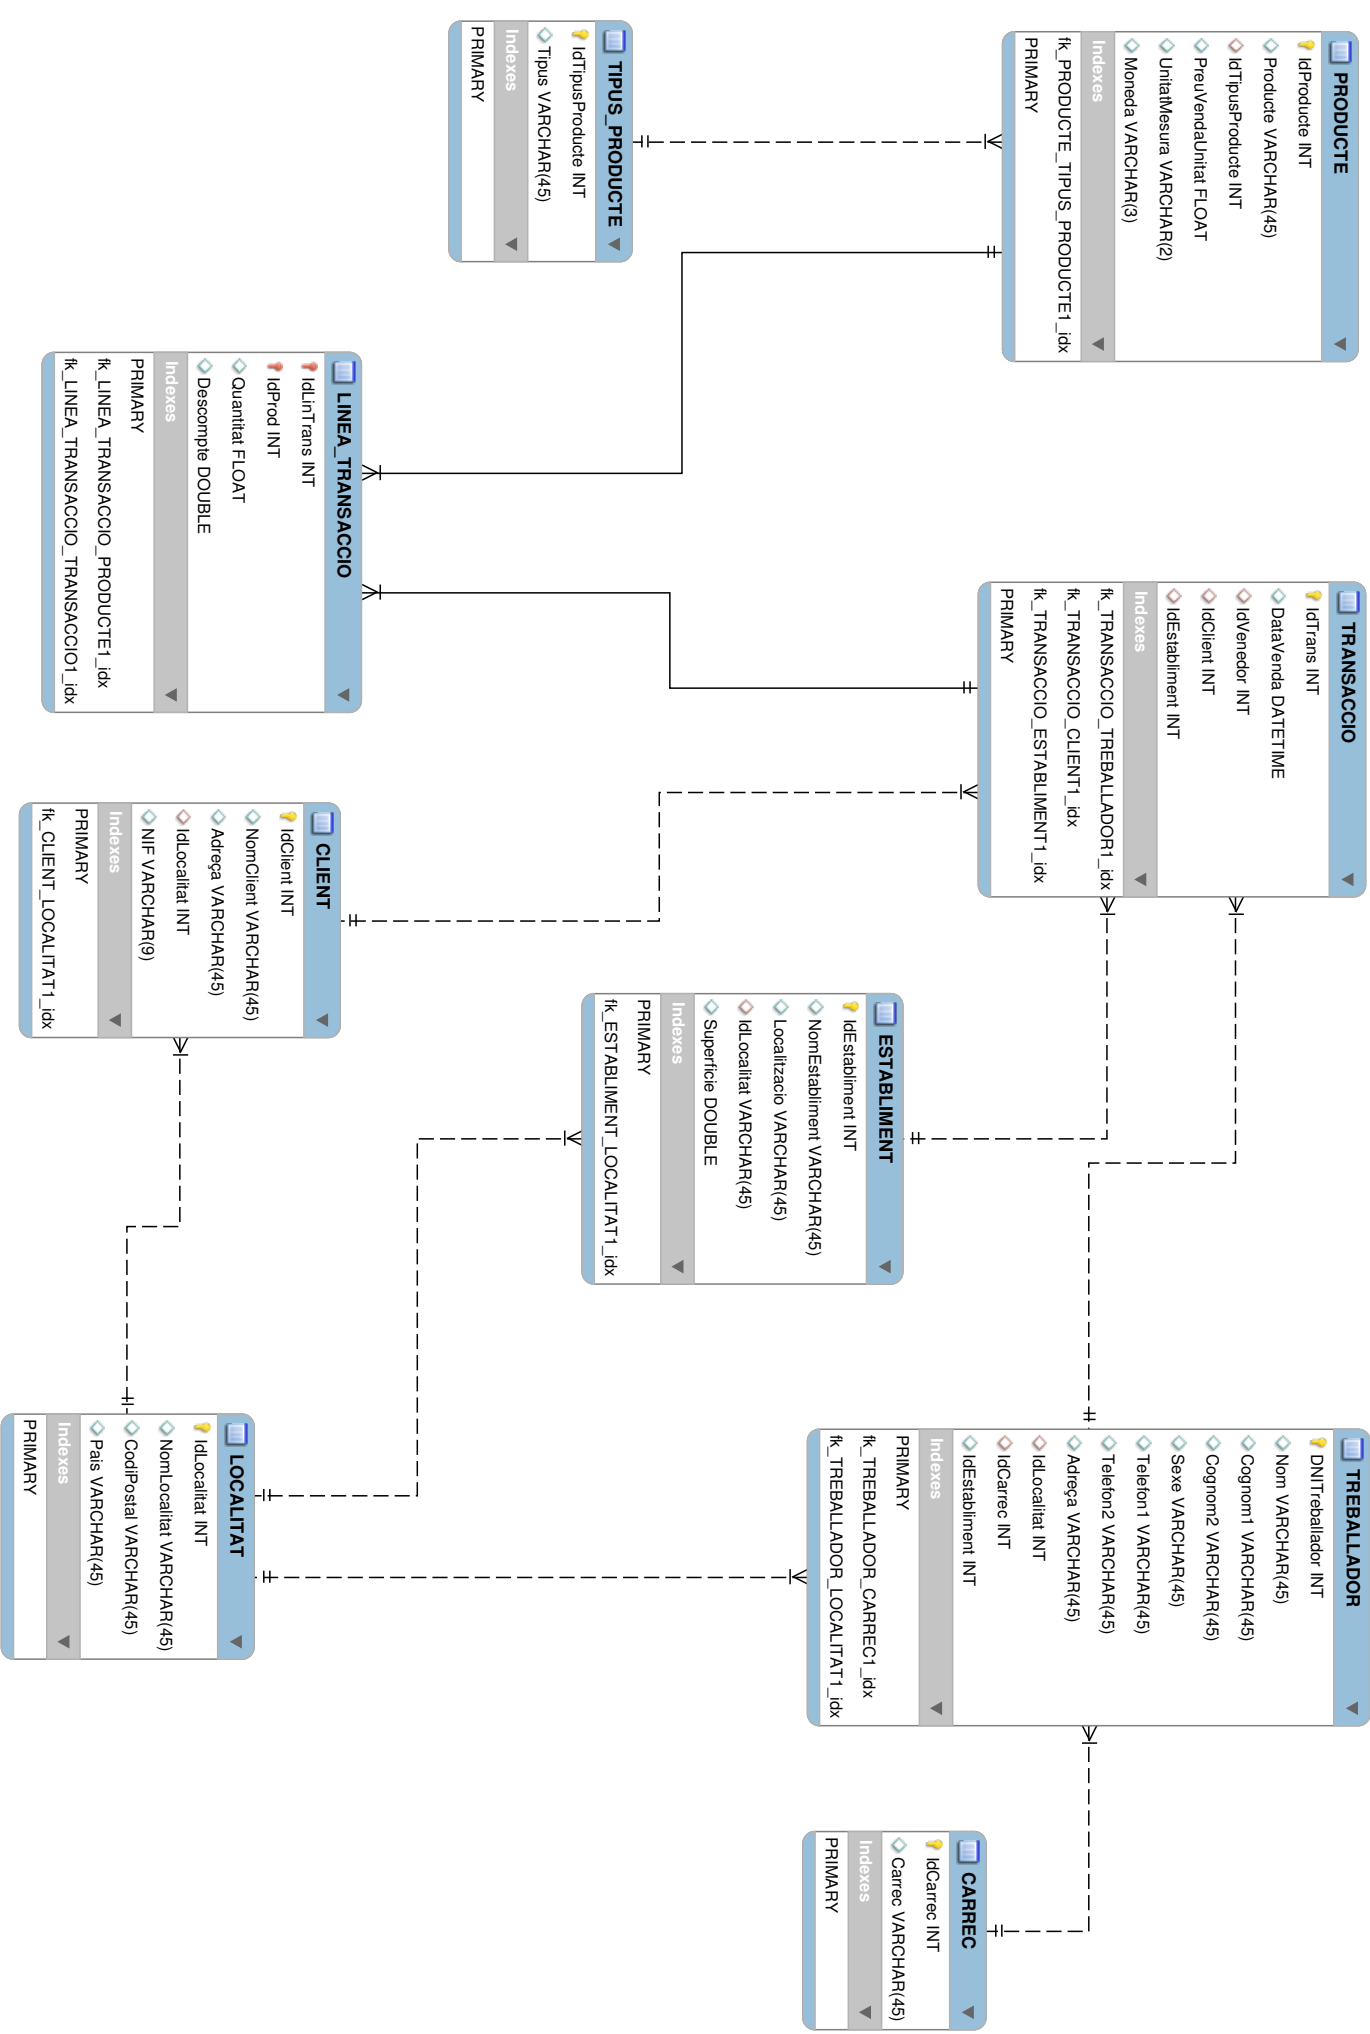 PRODUCTE
IdProducte INT
Producte VARCHAR(45)
IdTipusProducte INT
PreuVendaUnitat FLOAT
UnitatMesura VARCHAR(2)
Moneda VARCHAR(3)
Indexes
fk_PRODUCTE_TIPUS_PRODUCTE1_idx
PRIMARY
TRANSACCIO
IdTrans INT
DataVenda DATETIME
IdVenedor INT
IdClient INT
IdEstabliment INT
Indexes
fk_TRANSACCIO_TREBALLADOR1_idx
fk_TRANSACCIO_CLIENT1_idx
fk_TRANSACCIO_ESTABLIMENT1_idx
PRIMARY
TREBALLADOR
DNITreballador INT
Nom VARCHAR(45)
Cognom1 VARCHAR(45)
Cognom2 VARCHAR(45)
Sexe VARCHAR(45)
Telefon1 VARCHAR(45)
Telefon2 VARCHAR(45)
Adreça VARCHAR(45)
IdLocalitat INT
IdCarrec INT
IdEstabliment INT
Indexes
PRIMARY
fk_TREBALLADOR_CARREC1_idx
fk_TREBALLADOR_LOCALITAT1_idx
CARREC
IdCarrec INT
Carrec VARCHAR(45)
Indexes
PRIMARY
ESTABLIMENT
IdEstabliment INT
NomEstabliment VARCHAR(45)
Localitzacio VARCHAR(45)
IdLocalitat VARCHAR(45)
Superficie DOUBLE
Indexes
PRIMARY
fk_ESTABLIMENT_LOCALITAT1_idx
TIPUS_PRODUCTE
IdTipusProducte INT
Tipus VARCHAR(45)
Indexes
PRIMARY
LINEA_TRANSACCIO
IdLinTrans INT
IdProd INT
Quantitat FLOAT
Descompte DOUBLE
Indexes
PRIMARY
fk_LINEA_TRANSACCIO_PRODUCTE1_idx
fk_LINEA_TRANSACCIO_TRANSACCIO1_idx
CLIENT
IdClient INT
NomClient VARCHAR(45)
Adreça VARCHAR(45)
IdLocalitat INT
NIF VARCHAR(9)
Indexes
PRIMARY
fk_CLIENT_LOCALITAT1_idx
LOCALITAT
IdLocalitat INT
NomLocalitat VARCHAR(45)
CodiPostal VARCHAR(45)
Pais VARCHAR(45)
Indexes
PRIMARY